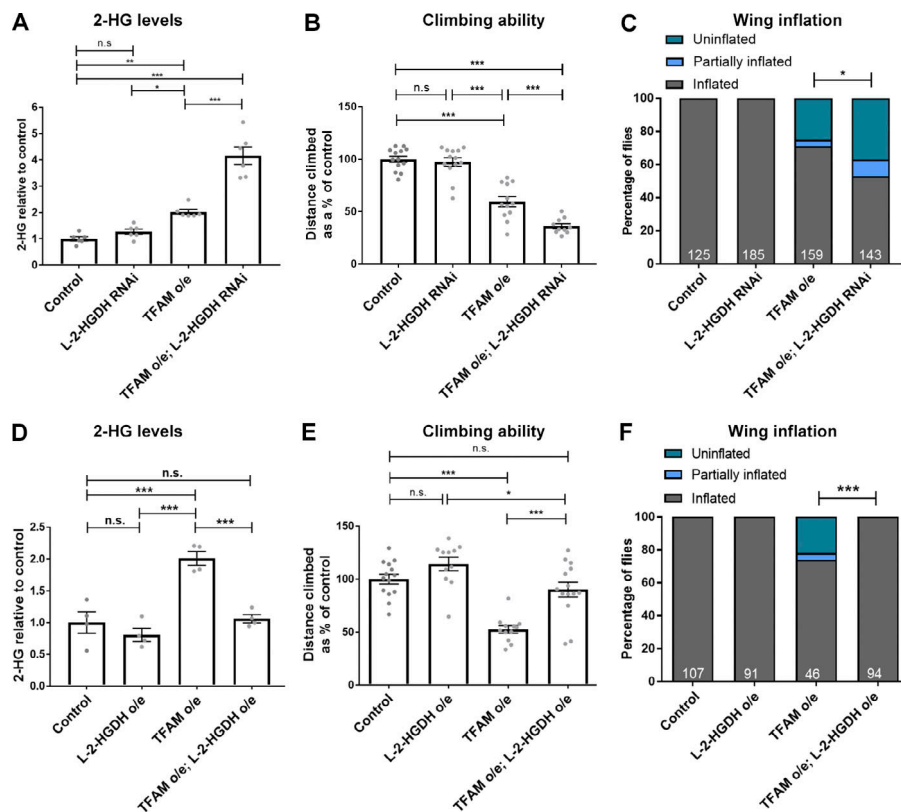 A
2-HG levels
n.s
**
***
*
***
2-HG relative to control
6
5
4
3
2
1
0
Control
L-2-HGDH RNAi
TFAM o/e
TFAM o/e; L-2-HGDH RNAi
B
Climbing ability
***
n.s
***
***
***
Distance climbed
as a % of control
150
100
50
0
Control
L-2-HGDH RNAi
TFAM o/e
TFAM o/e; L-2-HGDH RNAi
C
Wing inflation
Uninflated
Partially inflated
Inflated
*
Percentage of flies
100
80
60
40
20
0
125
185
159
143
Control
L-2-HGDH RNAi
TFAM o/e
TFAM o/e; L-2-HGDH RNAi
D
2-HG levels
n.s.
***
n.s.
***
***
2-HG relative to control
2.5
2.0
1.5
1.0
0.5
0.0
Control
L-2-HGDH o/e
TFAM o/e
TFAM o/e; L-2-HGDH o/e
E
Climbing ability
n.s.
***
n.s.
*
***
Distance climbed
as % of control
150
100
50
0
Control
L-2-HGDH o/e
TFAM o/e
TFAM o/e; L-2-HGDH o/e
F
Wing inflation
Uninflated
Partially inflated
Inflated
***
Percentage of flies
100
80
60
40
20
0
107
91
46
94
Control
L-2-HGDH o/e
TFAM o/e
TFAM o/e; L-2-HGDH o/e